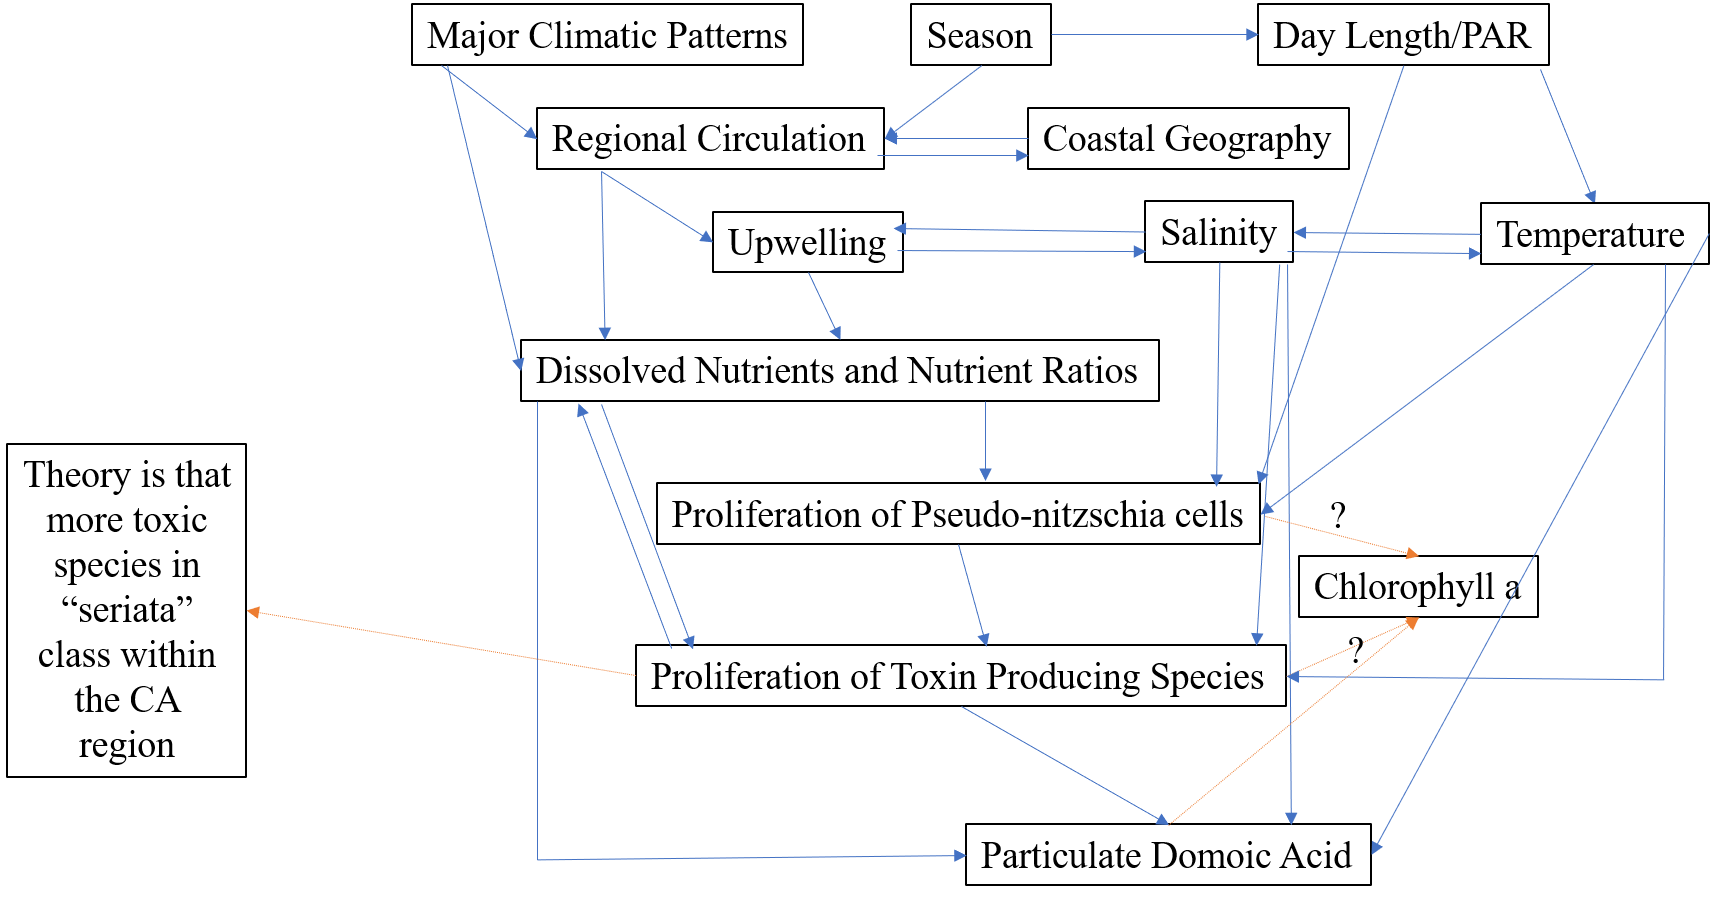 Major Climatic Patterns
Season
Day Length/PAR
Regional Circulation
Coastal Geography
Upwelling
Salinity
Temperature
Dissolved Nutrients and Nutrient Ratios
Theory is that
more toxic
species in
“seriata”
class within
the CA
region
Proliferation of Pseudo-nitzschia cells
?
Chlorophyll a
?
Proliferation of Toxin Producing Species
Particulate Domoic Acid